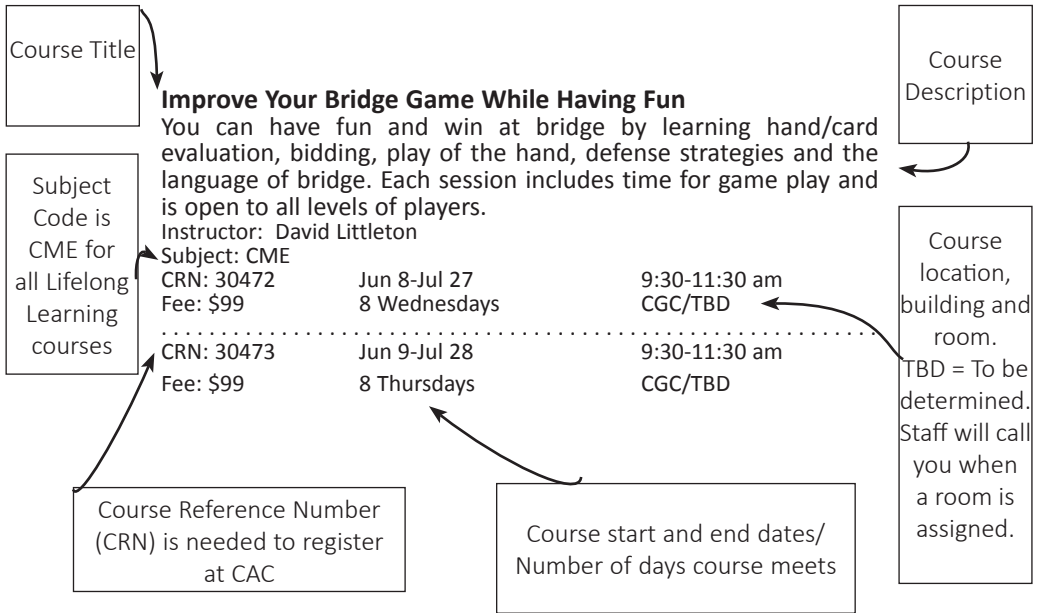 Course Title
Improve Your Bridge Game While Having Fun
You can have fun and win at bridge by learning hand/card
evaluation, bidding, play of the hand, defense strategies and the
language of bridge. Each session includes time for game play and
is open to all levels of players.
Instructor: David Littleton
Subject: CME
CRN: 30472 Jun 8-Jul 27 9:30-11:30 am
Fee: $99 8 Wednesdays CGC/TBD
CRN: 30473 Jun 9-Jul 28 9:30-11:30 am
Fee: $99 8 Thursdays CGC/TBD
Course
Description
Subject
Code is
CME for
all Lifelong
Learning
courses
Course
location,
building and
room.
TBD = To be
determined.
Staff will call
you when
a room is
assigned.
Course Reference Number
(CRN) is needed to register
at CAC
Course start and end dates/
Number of days course meets